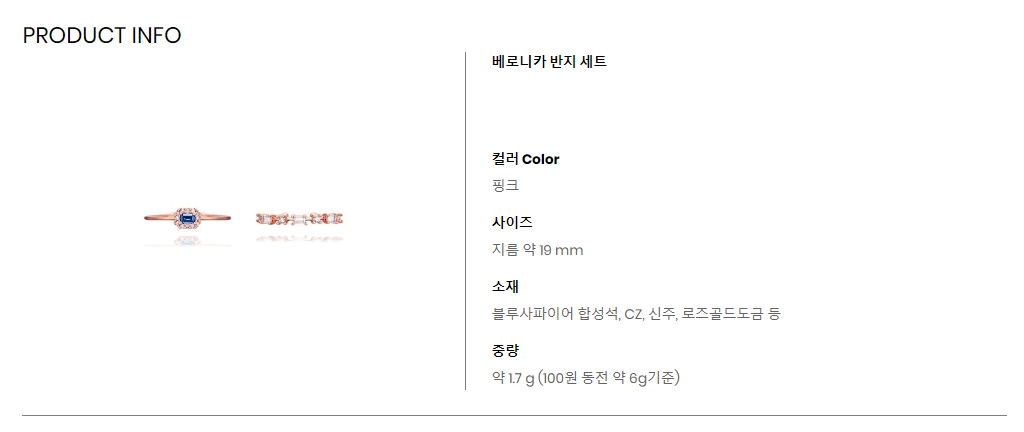 PRODUCT INFO
베로니카 반지 세트
컬러 Color
핑크
사이즈
지름 약 19 mm
소재
블루사파이어 합성석, CZ, 신주, 로즈골드도금 등
중량
약 1.7 g (100원 동전 약 6g기준)